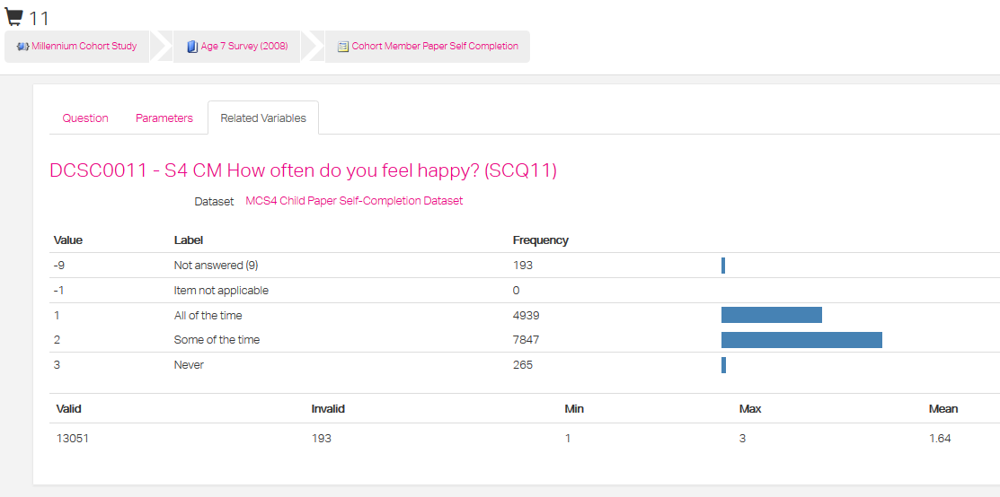 11
Millennium Cohort Study Age 7 Survey (2008) Cohort Member Paper Self Completion
Question Parameters Related Variables
DCSC0011 - S4 CM How often do you feel happy? (SCQ11)
Dataset MCS4 Child Paper Self-Completion Dataset
Value Label Frequency
-9 Not answered (9) 193
-1 Item not applicable 0
1 All of the time 4939
2 Some of the time 7847
3 Never 265
Valid Invalid Min Max Mean
13051 193 1 3 1.64